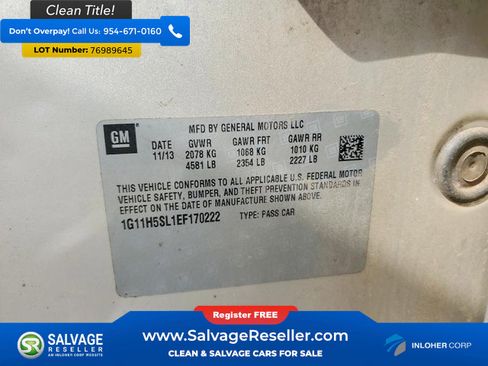 Clean Title!
Don't Overpay! Call Us: 954-671-0160
LOT Number: 76989645
GM
MFD BY GENERAL MOTORS LLC
11/13 GVWR GAWR FRT GAWR RR
2078 KG 1068 KG 1010 KG
4581 LB 2354 LB 2227 LB
THIS VEHICLE CONFORMS TO ALL APPLICABLE U.S. FEDERAL MOTOR
VEHICLE SAFETY, BUMPER, AND THEFT PREVENTION STANDARDS IN
EFFECT ON THE DATE OF MANUFACTURE SHOWN ABOVE.
1G11H5SL1EF170222 TYPE: PASS CAR
Register FREE!
SALVAGE
RESELLER
AN INLOHER CORP WEBSITE
www.SalvageReseller.com
CLEAN & SALVAGE CARS FOR SALE
INLOHER CORP